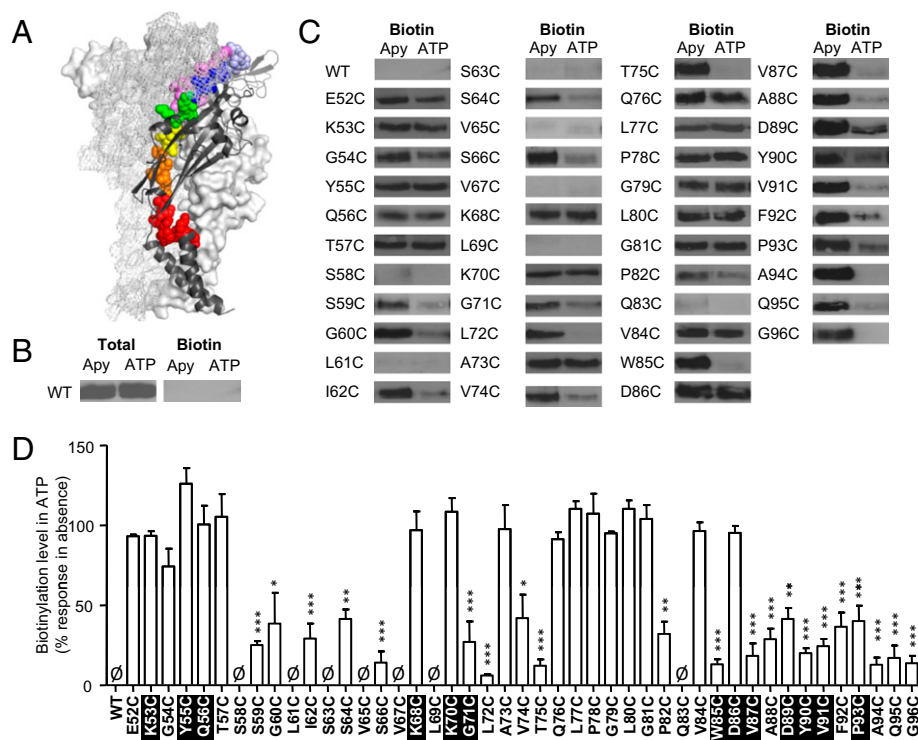 A
B
Total Biotin
Apy ATP Apy ATP
WT
C
Biotin Biotin Biotin Biotin
Apy ATP Apy ATP Apy ATP Apy ATP
WT S63C T75C V87C
E52C S64C Q76C A88C
K53C V65C L77C D89C
G54C S66C P78C Y90C
Y55C V67C G79C V91C
Q56C K68C L80C F92C
T57C L69C G81C P93C
S58C K70C P82C A94C
S59C G71C Q83C Q95C
G60C L72C V84C G96C
L61C A73C W85C
I62C V74C D86C
D
Biotinylation level in ATP
(% response in absence)
150
100
50
0
Ø Ø Ø Ø Ø Ø Ø Ø
*** * *** ** *** *** *** * *** ** *** *** *** ** *** *** *** *** *** *** ***
WT E52C K53C G54C Y55C Q56C T57C S58C S59C G60C L61C I62C S63C S64C V65C S66C V67C K68C L69C K70C G71C L72C A73C V74C T75C Q76C L77C P78C G79C L80C G81C P82C Q83C V84C W85C D86C V87C A88C D89C Y90C V91C F92C P93C A94C Q95C G96C